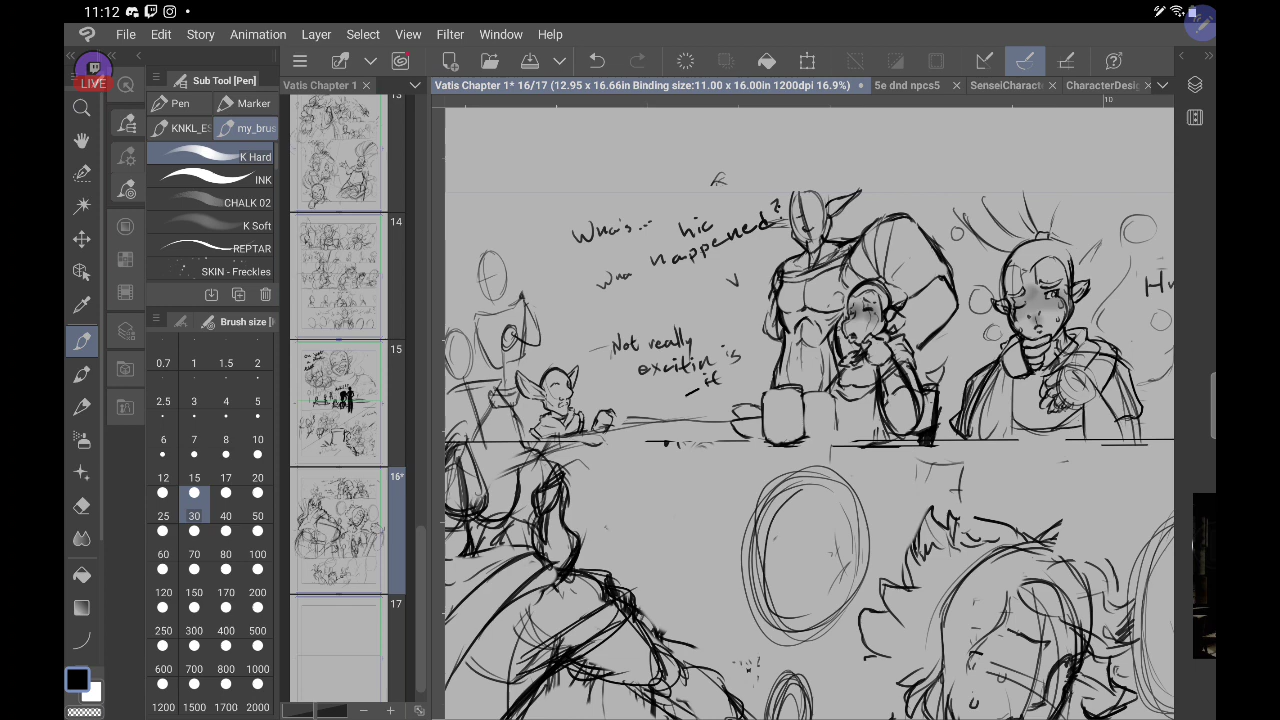 11:12
File Edit Story Animation Layer Select View Filter Window Help
LIVE
Sub Tool [Pen]
Pen
Marker
KNKL_ES
my_brus
K Hard
INK
CHALK 02
K Soft
REPTAR
SKIN - Freckles
Brush size [
0.7 1 1.5 2
2.5 3 4 5
6 7 8 10
12 15 17 20
25 30 40 50
60 70 80 100
120 150 170 200
250 300 400 500
600 700 800 1000
1200 1500 1700 2000
Vatis Chapter 1
13
14
15
16*
17
Vatis Chapter 1* 16/17 (12.95 x 16.66in Binding size:11.00 x 16.00in 1200dpi 16.9%)
5e dnd npcs5
SenselCharact
CharacterDesi
10
Wha's... hic
happened?
Wha
Not really
excitin is
it